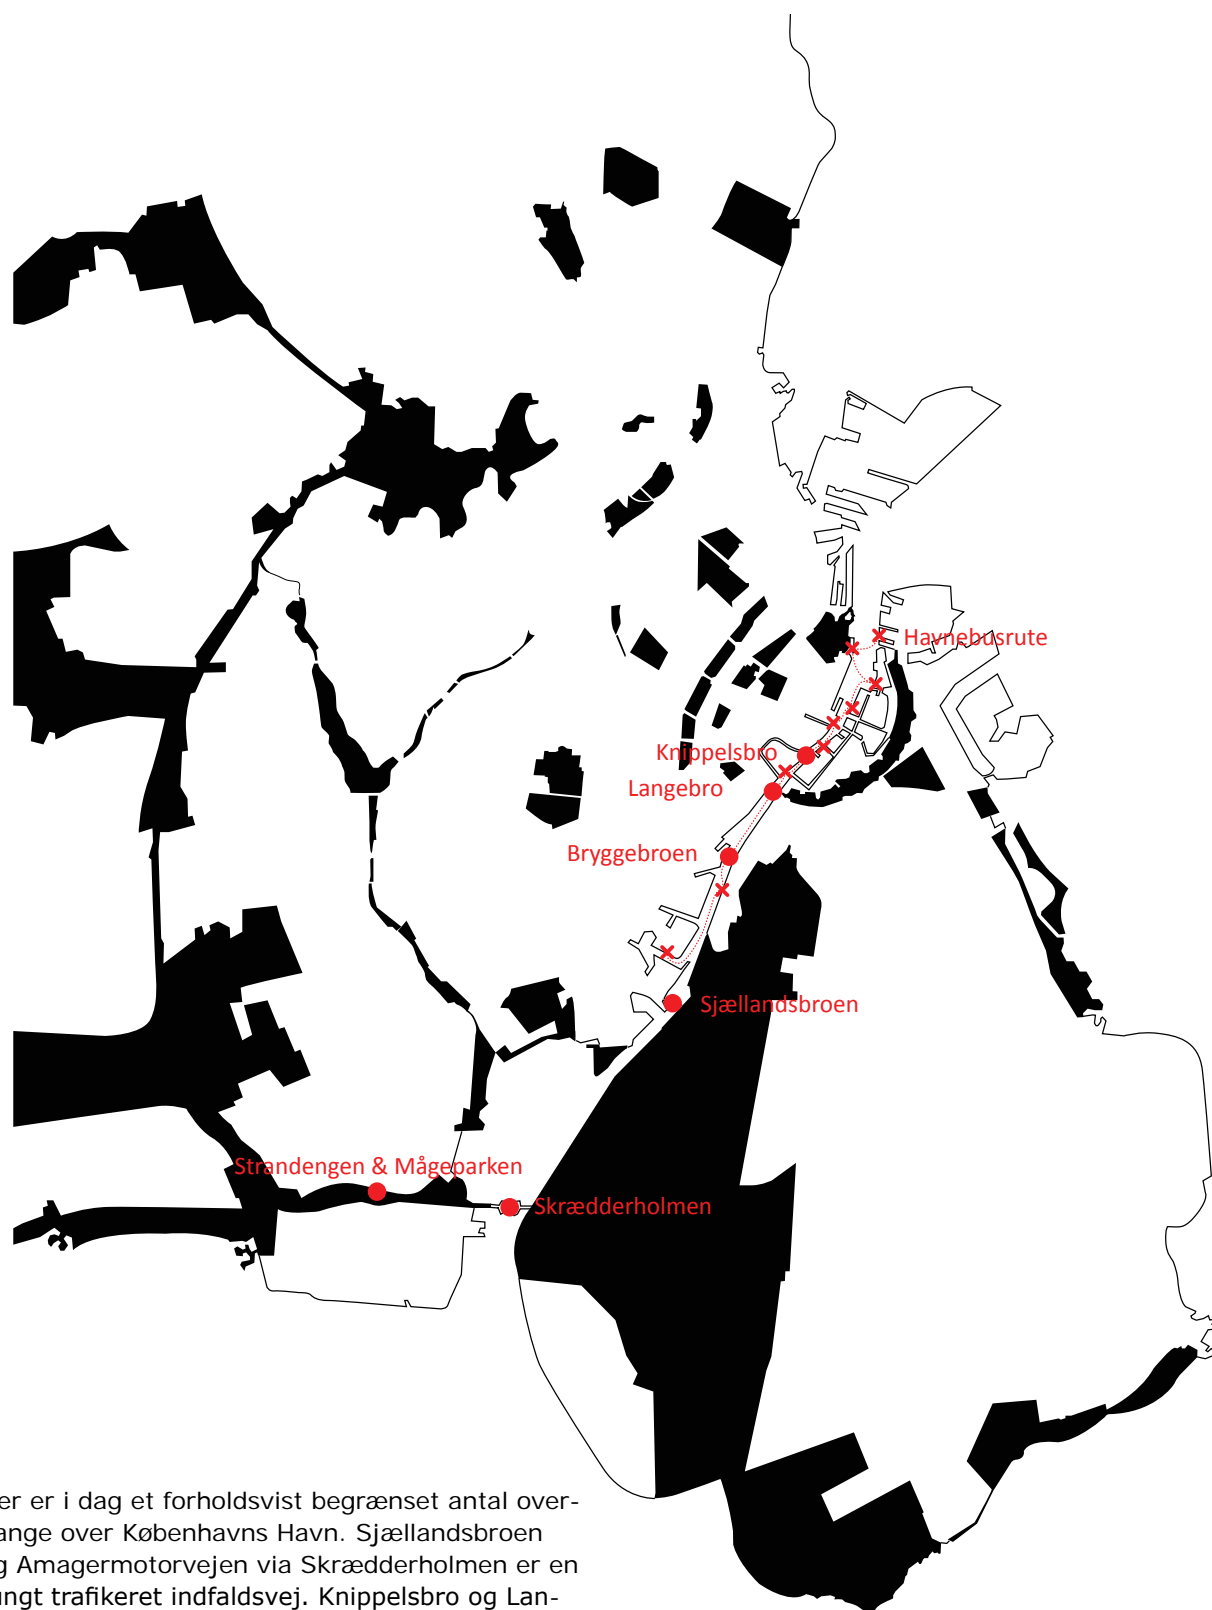 Havnebusrute
Knippelsbro
Langebro
Bryggebroen
Sjællandsbroen
Strandengen & Mågeparken
Skrædderholmen
er er i dag et forholdsvist begrænset antal over-
ange over Københavns Havn. Sjællandsbroen
g Amagermotorvejen via Skrædderholmen er en
ungt trafikeret indfaldsvej. Knippelsbro og Lan-